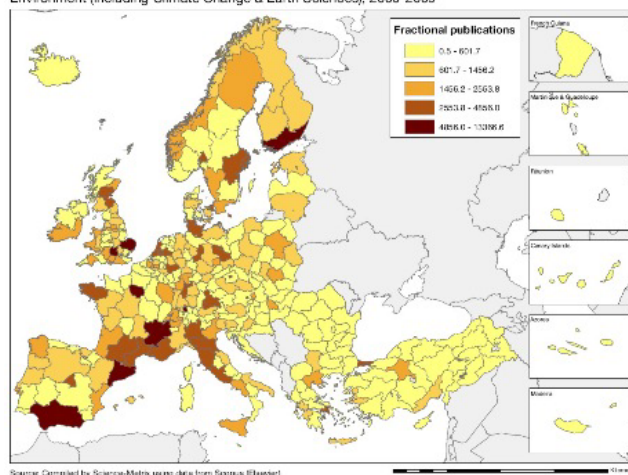 Environment (including Climate Change & Earth Sciences), 2000-2009
Fractional publications
0.5 - 601.7
601.7 - 1456.2
1456.2 - 2553.8
2553.8 - 4856.0
4856.0 - 13366.6
French Guiana
Martinique & Guadeloupe
Réunion
Canary Islands
Azores
Madeira
Source: Compiled by Science-Metrix using data from Scopus (Elsevier)